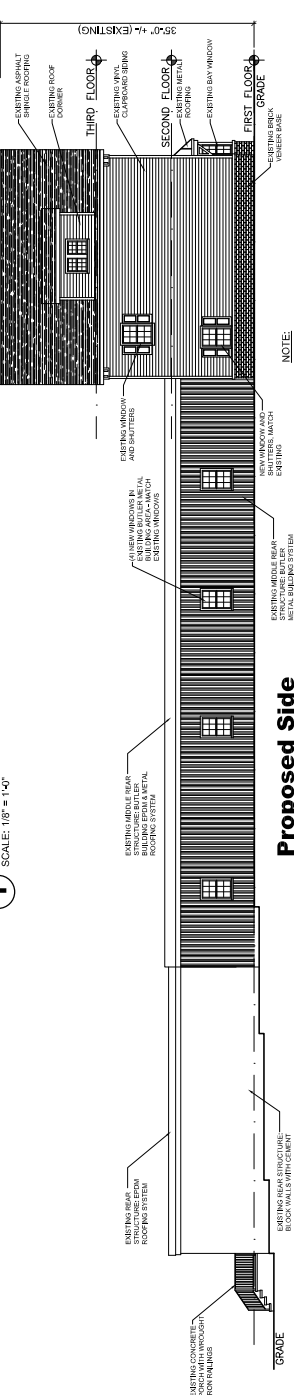 1
SCALE: 1/8" = 1'-0"
EXISTING ASPHALT
SHINGLE ROOFING
EXISTING ROOF
DORMER
THIRD FLOOR
35'-0" +/- (EXISTING)
EXISTING VINYL
CLAPBOARD SIDING
SECOND FLOOR
EXISTING METAL
ROOFING
EXISTING BAY WINDOW
FIRST FLOOR
GRADE
EXISTING BRICK
VENEER BASE
EXISTING WINDOW
AND SHUTTERS
(4) NEW WINDOWS IN
EXISTING BUTLER METAL
BUILDING AREA - MATCH
EXISTING WINDOWS
NEW WINDOW AND
SHUTTERS, MATCH
EXISTING
NOTE:
EXISTING MIDDLE REAR
STRUCTURE: BUTLER
METAL BUILDING SYSTEM
EXISTING MIDDLE REAR
STRUCTURE: BUTLER
BUILDING EPDM & METAL
ROOFING SYSTEM
Proposed Side
EXISTING REAR
STRUCTURE: EPDM
ROOFING SYSTEM
EXISTING REAR STRUCTURE:
BLOCK WALLS WITH CEMENT
EXISTING CONCRETE
PORCH WITH WROUGHT
IRON RAILINGS
GRADE